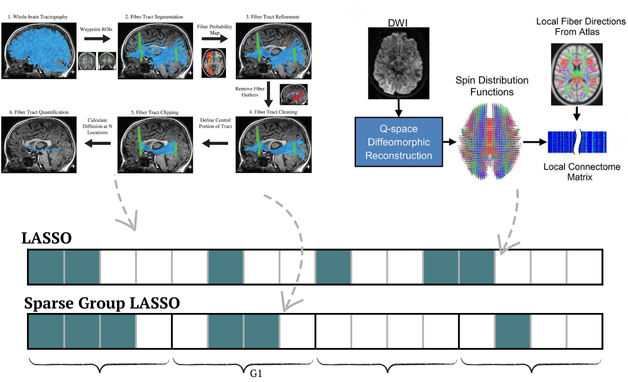 1. Whole-brain Tractography
Waypoint ROIs
2. Fiber Tract Segmentation
Fiber Probability
Map
3. Fiber Tract Refinement
Remove Fiber
Outliers
6. Fiber Tract Quantification
Calculate
Diffusion at N
Locations
5. Fiber Tract Clipping
Define Central
Portion of Tract
4. Fiber Tract Cleaning
DWI
Local Fiber Directions
From Atlas
Spin Distribution
Functions
Q-space
Diffeomorphic
Reconstruction
Local Connectome
Matrix
LASSO
Sparse Group LASSO
G1